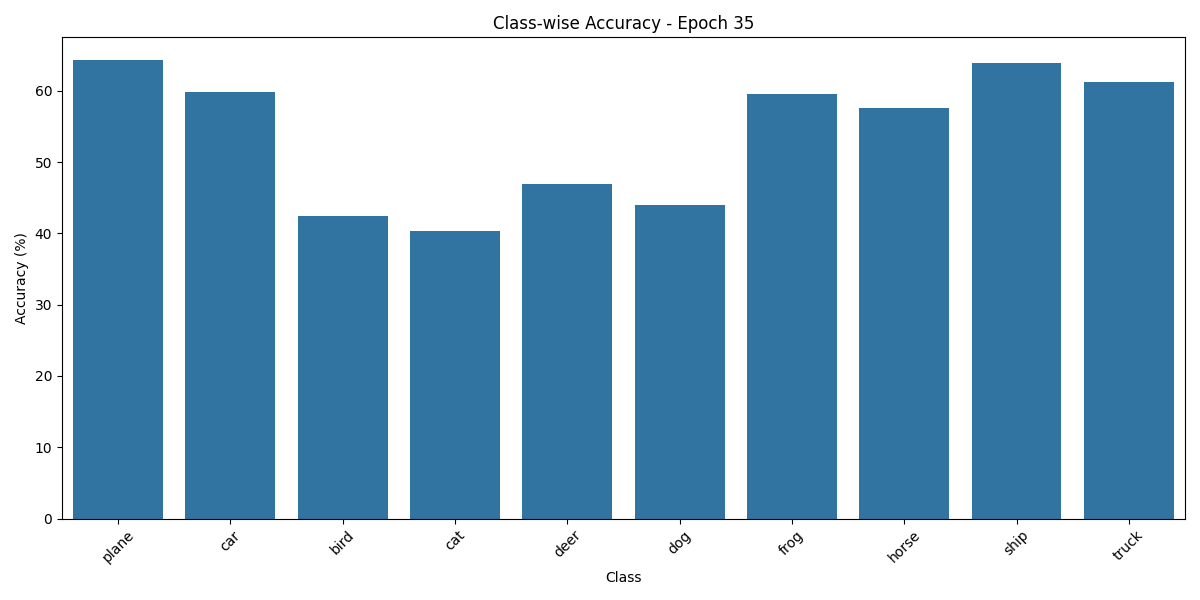 Class-wise Accuracy - Epoch 35
Accuracy (%)
60
50
40
30
20
10
0
plane
car
bird
cat
deer
dog
frog
horse
ship
truck
Class